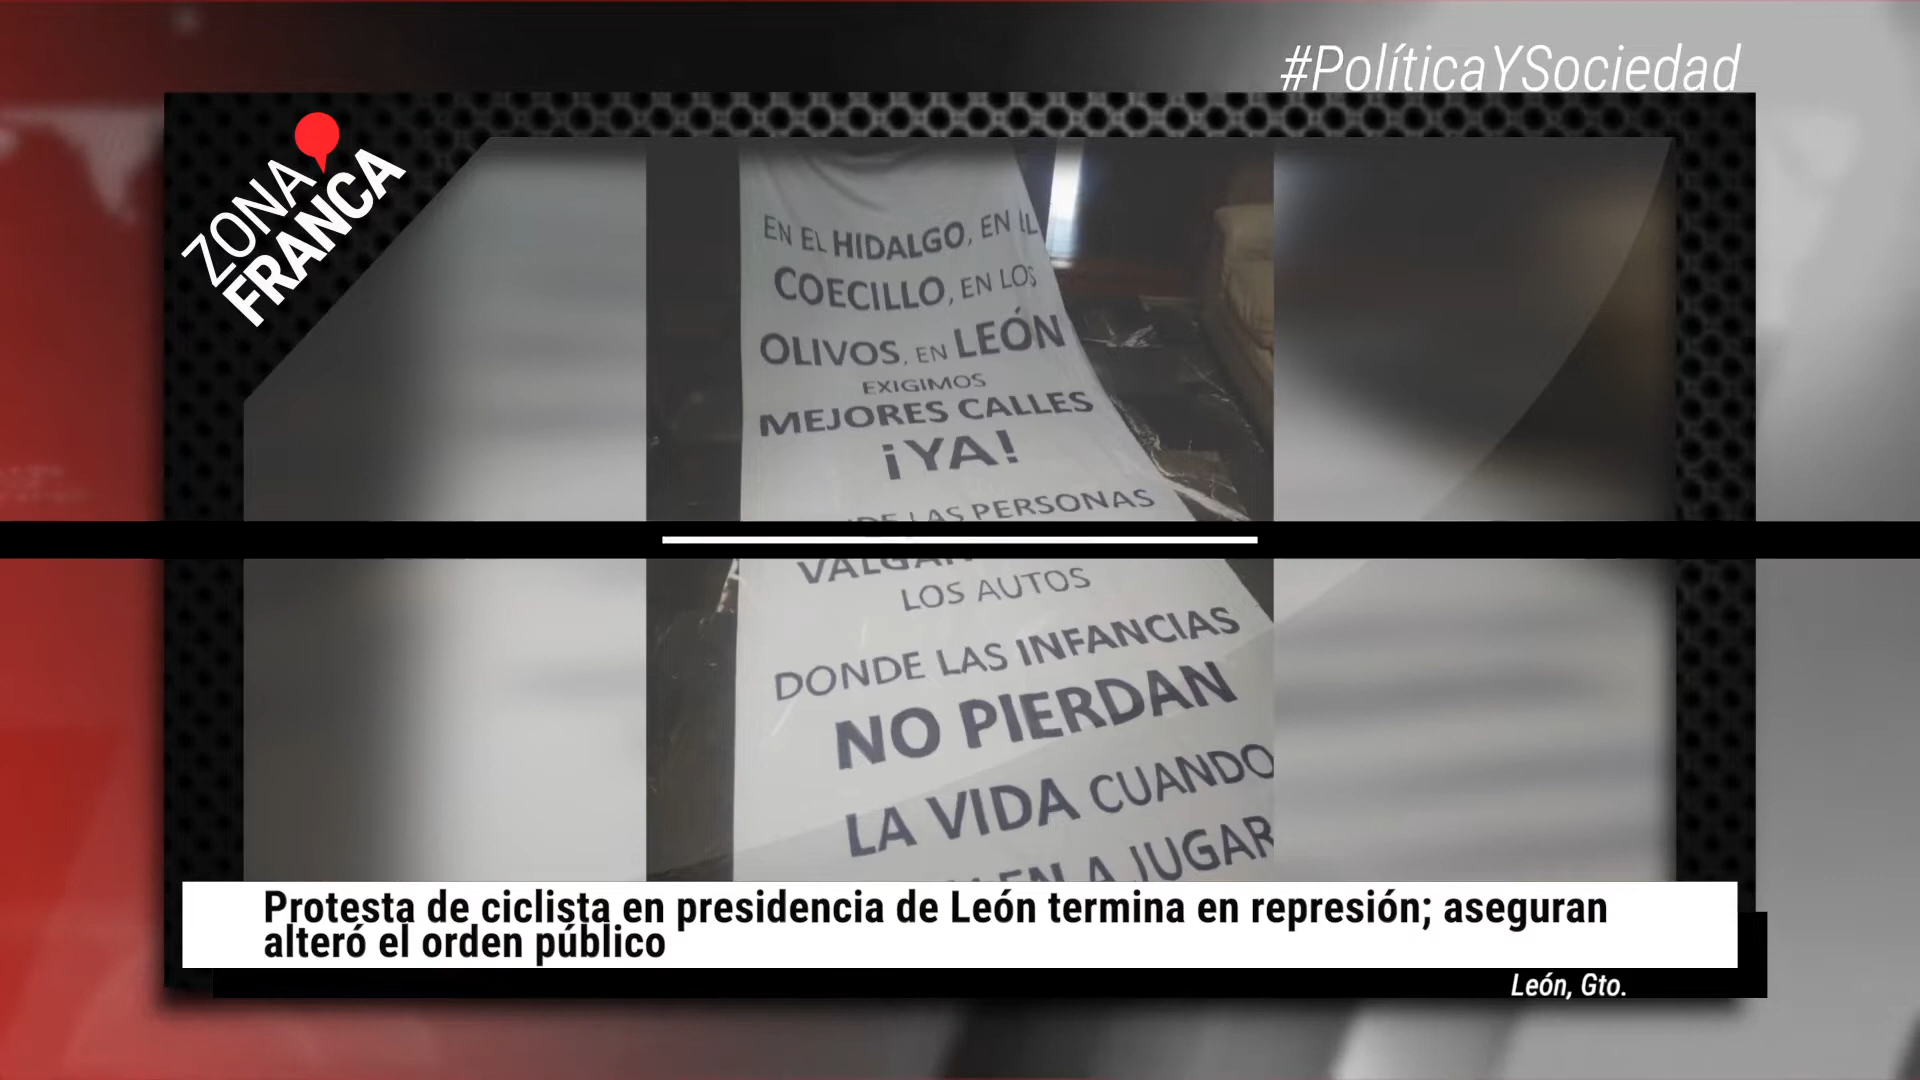 #PolíticaYSociedad
ZONA
FRANCA
EN EL HIDALGO, EN EL
COECILLO, EN LOS
OLIVOS, EN LEÓN
EXIGIMOS
MEJORES CALLES
¡YA!
LAS PERSONAS
LOS AUTOS
DONDE LAS INFANCIAS
NO PIERDAN
LA VIDA CUANDO
A JUGAR
Protesta de ciclista en presidencia de León termina en represión; aseguran
alteró el orden público
León, Gto.